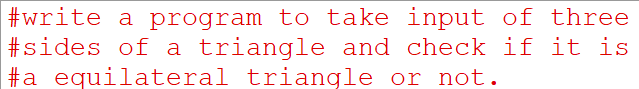 #write a program to take input of three
#sides of a triangle and check if it is
#a equilateral triangle or not.